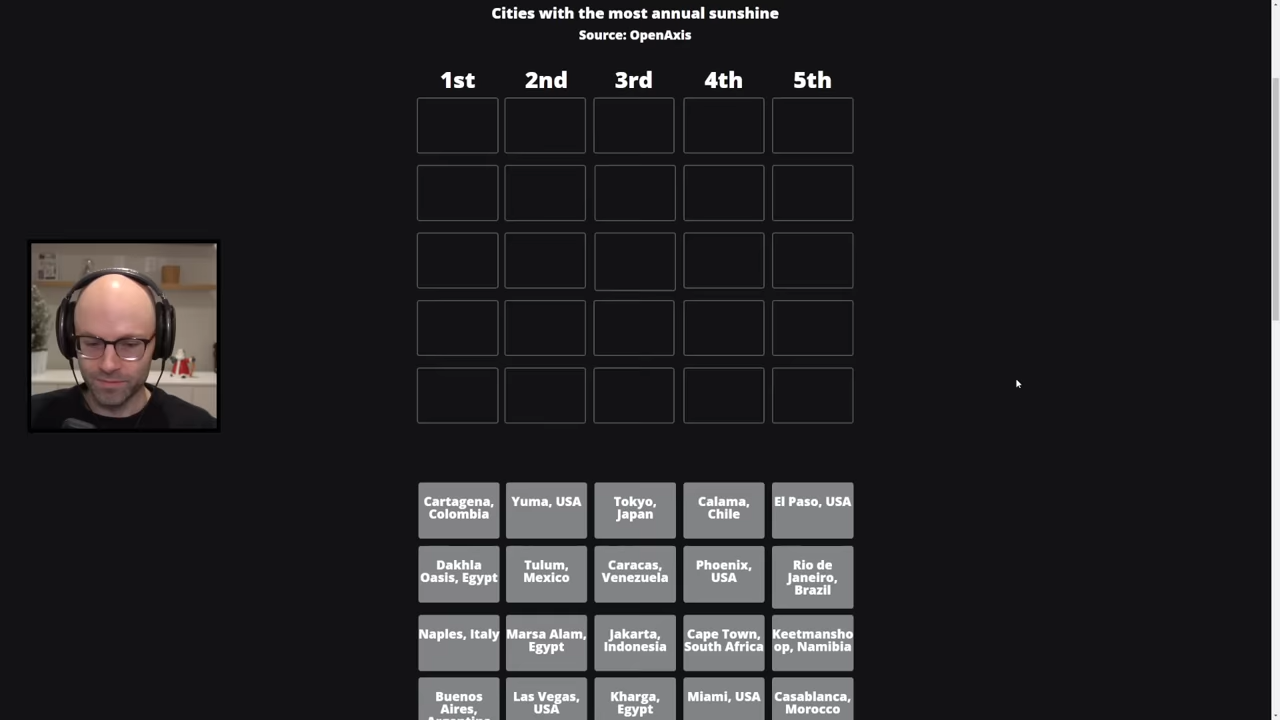 Cities with the most annual sunshine
Source: OpenAxis
1st 2nd 3rd 4th 5th
Cartagena, Colombia
Yuma, USA
Tokyo, Japan
Calama, Chile
El Paso, USA
Dakhla Oasis, Egypt
Tulum, Mexico
Caracas, Venezuela
Phoenix, USA
Rio de Janeiro, Brazil
Naples, Italy
Marsa Alam, Egypt
Jakarta, Indonesia
Cape Town, South Africa
Keetmansho
op, Namibia
Buenos Aires, Argentina
Las Vegas, USA
Kharga, Egypt
Miami, USA
Casablanca, Morocco